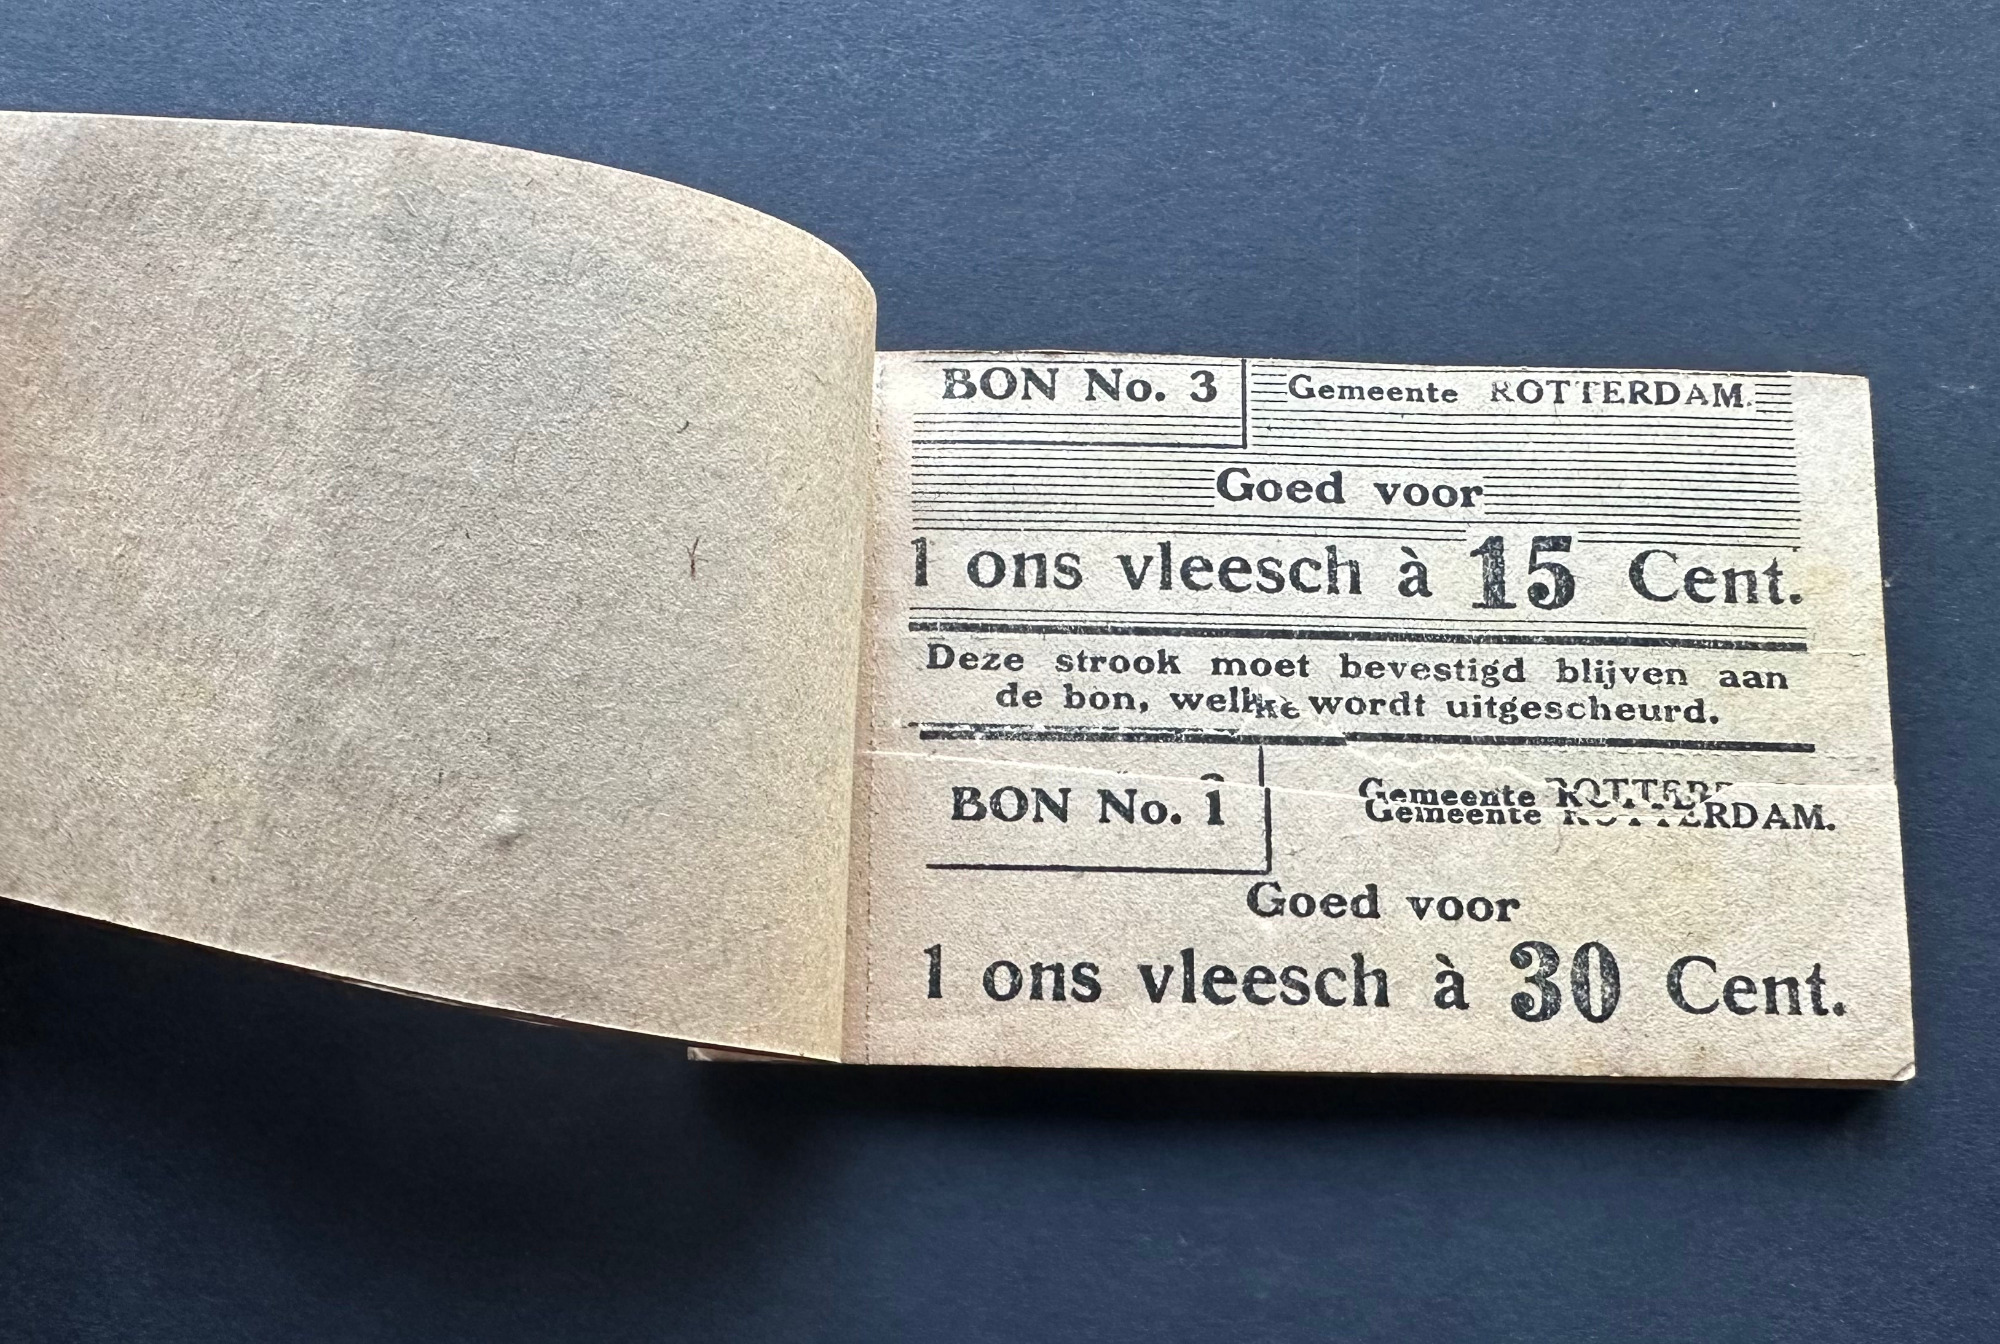 BON No. 3
Gemeente ROTTERDAM.
Goed voor
1 ons vleesch à 15 Cent.
Deze strook moet bevestigd blijven aan
de bon, welke wordt uitgescheurd.
BON No. 1
Gemeente
Gemeente ROTTERDAM.
Goed voor
1 ons vleesch à 30 Cent.